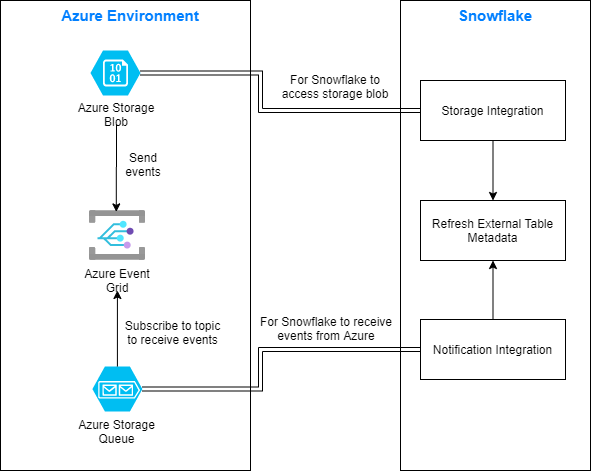 Azure Environment
Snowflake
10
01
Azure Storage
Blob
For Snowflake to
access storage blob
Storage Integration
Send
events
Refresh External Table
Metadata
Azure Event
Grid
Subscribe to topic
to receive events
For Snowflake to receive
events from Azure
Notification Integration
Azure Storage
Queue